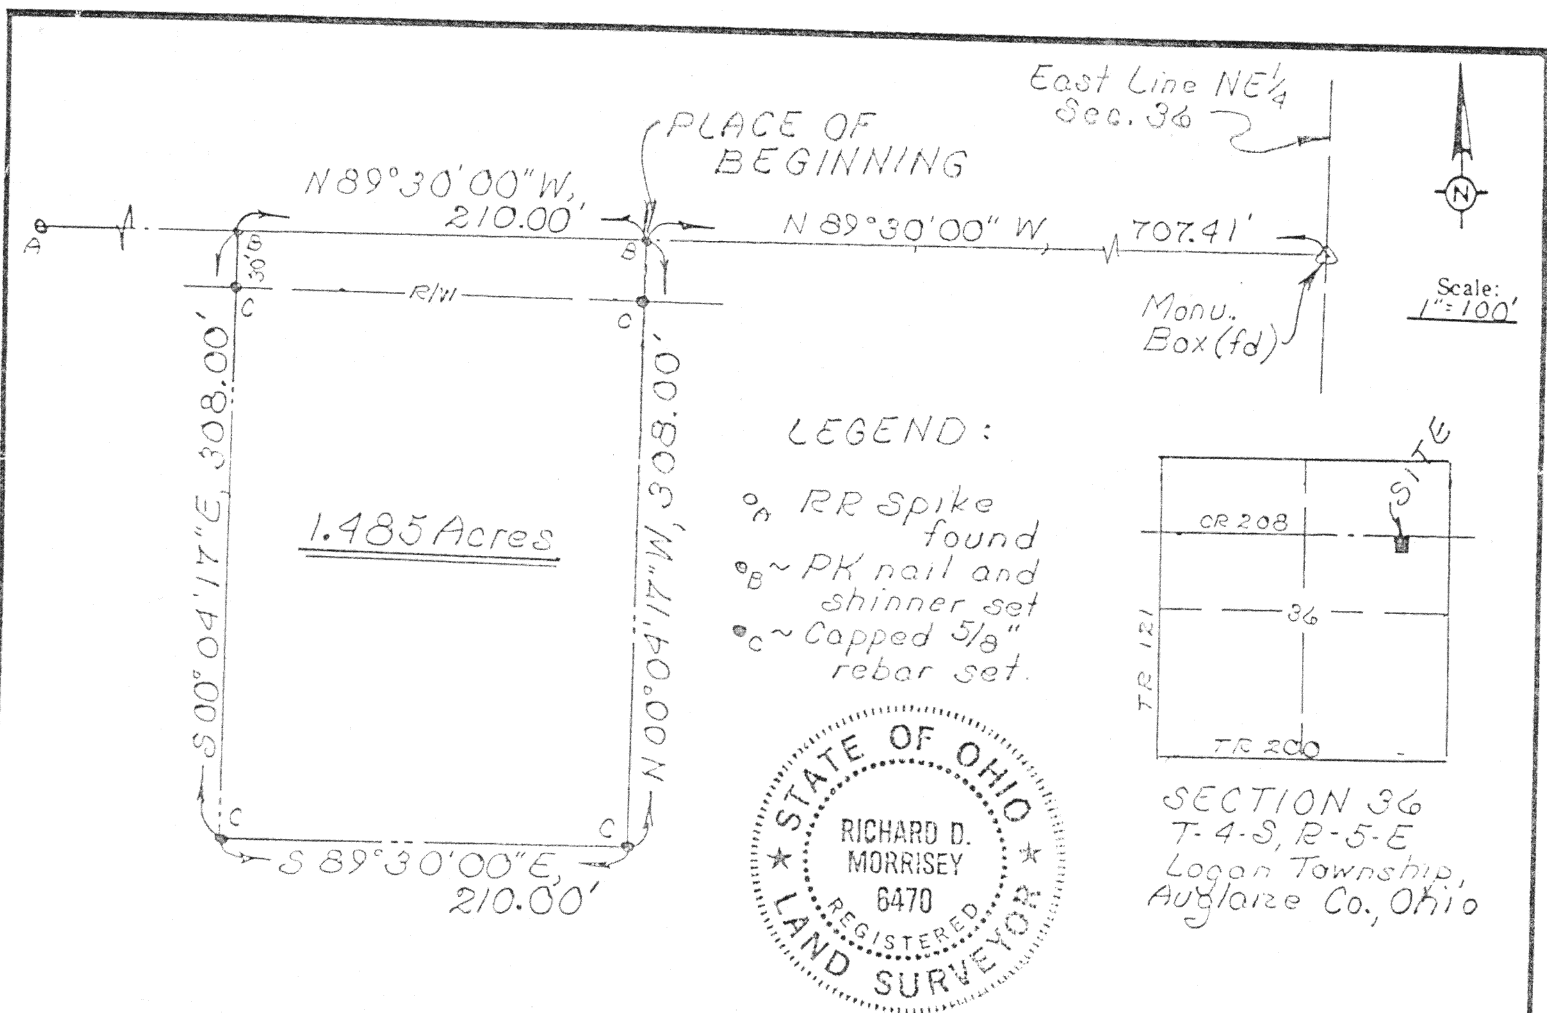 East Line NE 1/4
Sec. 36
PLACE OF
BEGINNING
N 89°30'00" W,
210.00'
N 89°30'00" W,
707.41'
N
A
B
30'
B
C
R/W
C
Scale:
1"=100'
Monu.
Box (fd)
S 00°04'17" E, 308.00'
N 00°04'17" W, 308.00'
1.485 Acres
LEGEND:
A RR Spike
found
B ~ PK nail and
shinner set
C ~ Capped 5/8"
rebar set.
SITE
CR 208
36
TR 121
TR 200
C
C
S 89°30'00" E,
210.00'
STATE OF OHIO
RICHARD D.
MORRISEY
6470
REGISTERED
LAND SURVEYOR
SECTION 36
T-4-S, R-5-E
Logan Township,
Auglaize Co., Ohio